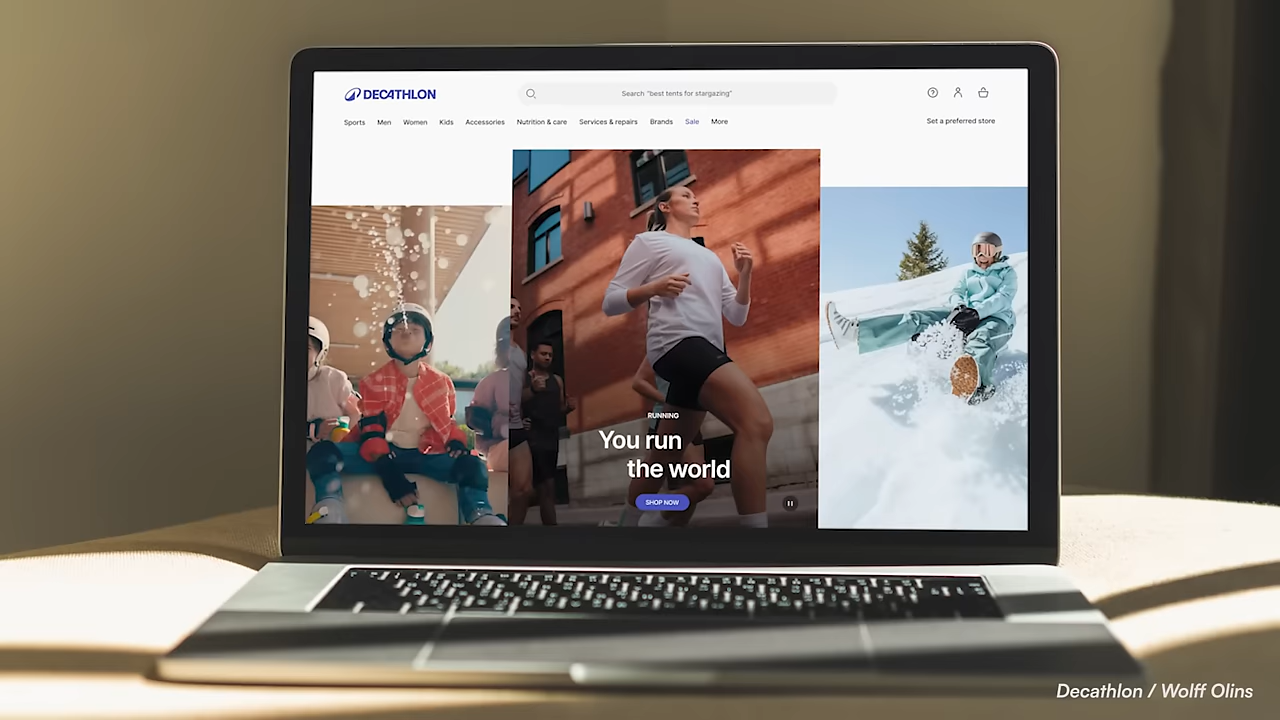 DECATHLON
Search "best tents for stargazing"
Sports Men Women Kids Accessories Nutrition & care Services & repairs Brands Sale More
Set a preferred store
RUNNING
You run
the world
SHOP NOW
Decathlon / Wolff Olins